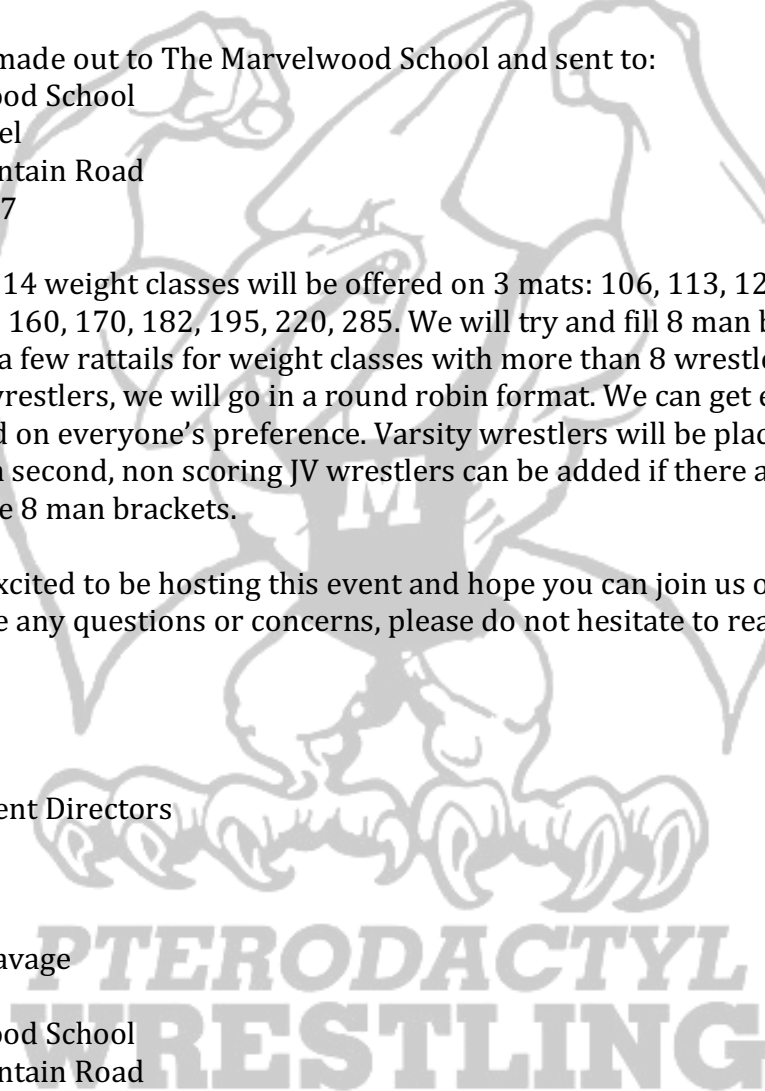 made out to The Marvelwood School and sent to:
ood School
el
ntain Road
7
14 weight classes will be offered on 3 mats: 106, 113, 12
160, 170, 182, 195, 220, 285. We will try and fill 8 man b
a few rattails for weight classes with more than 8 wrestle
wrestlers, we will go in a round robin format. We can get e
d on everyone's preference. Varsity wrestlers will be plac
a second, non scoring JV wrestlers can be added if there a
e 8 man brackets.
M
xcited to be hosting this event and hope you can join us o
e any questions or concerns, please do not hesitate to rea
ent Directors
avage
PTERODACTYL
ood School
WRESTLING
ntain Road